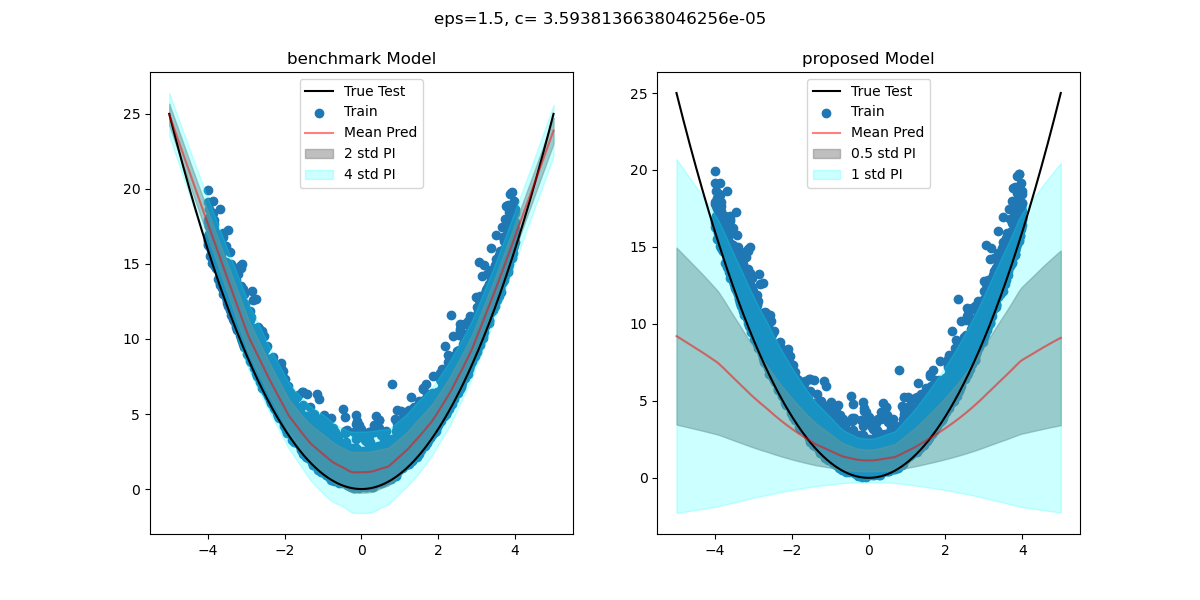 eps=1.5, c= 3.5938136638046256e-05
benchmark Model
True Test
Train
Mean Pred
2 std PI
4 std PI
25
20
15
10
5
0
−4
−2
0
2
4
proposed Model
True Test
Train
Mean Pred
0.5 std PI
1 std PI
25
20
15
10
5
0
−4
−2
0
2
4